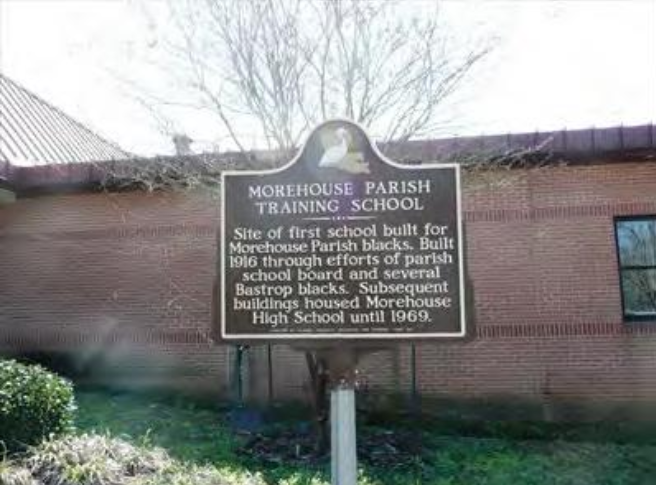 MOREHOUSE PARISH
TRAINING SCHOOL
Site of first school built for
Morehouse Parish blacks. Built
1916 through efforts of parish
school board and several
Bastrop blacks. Subsequent
buildings housed Morehouse
High School until 1969.